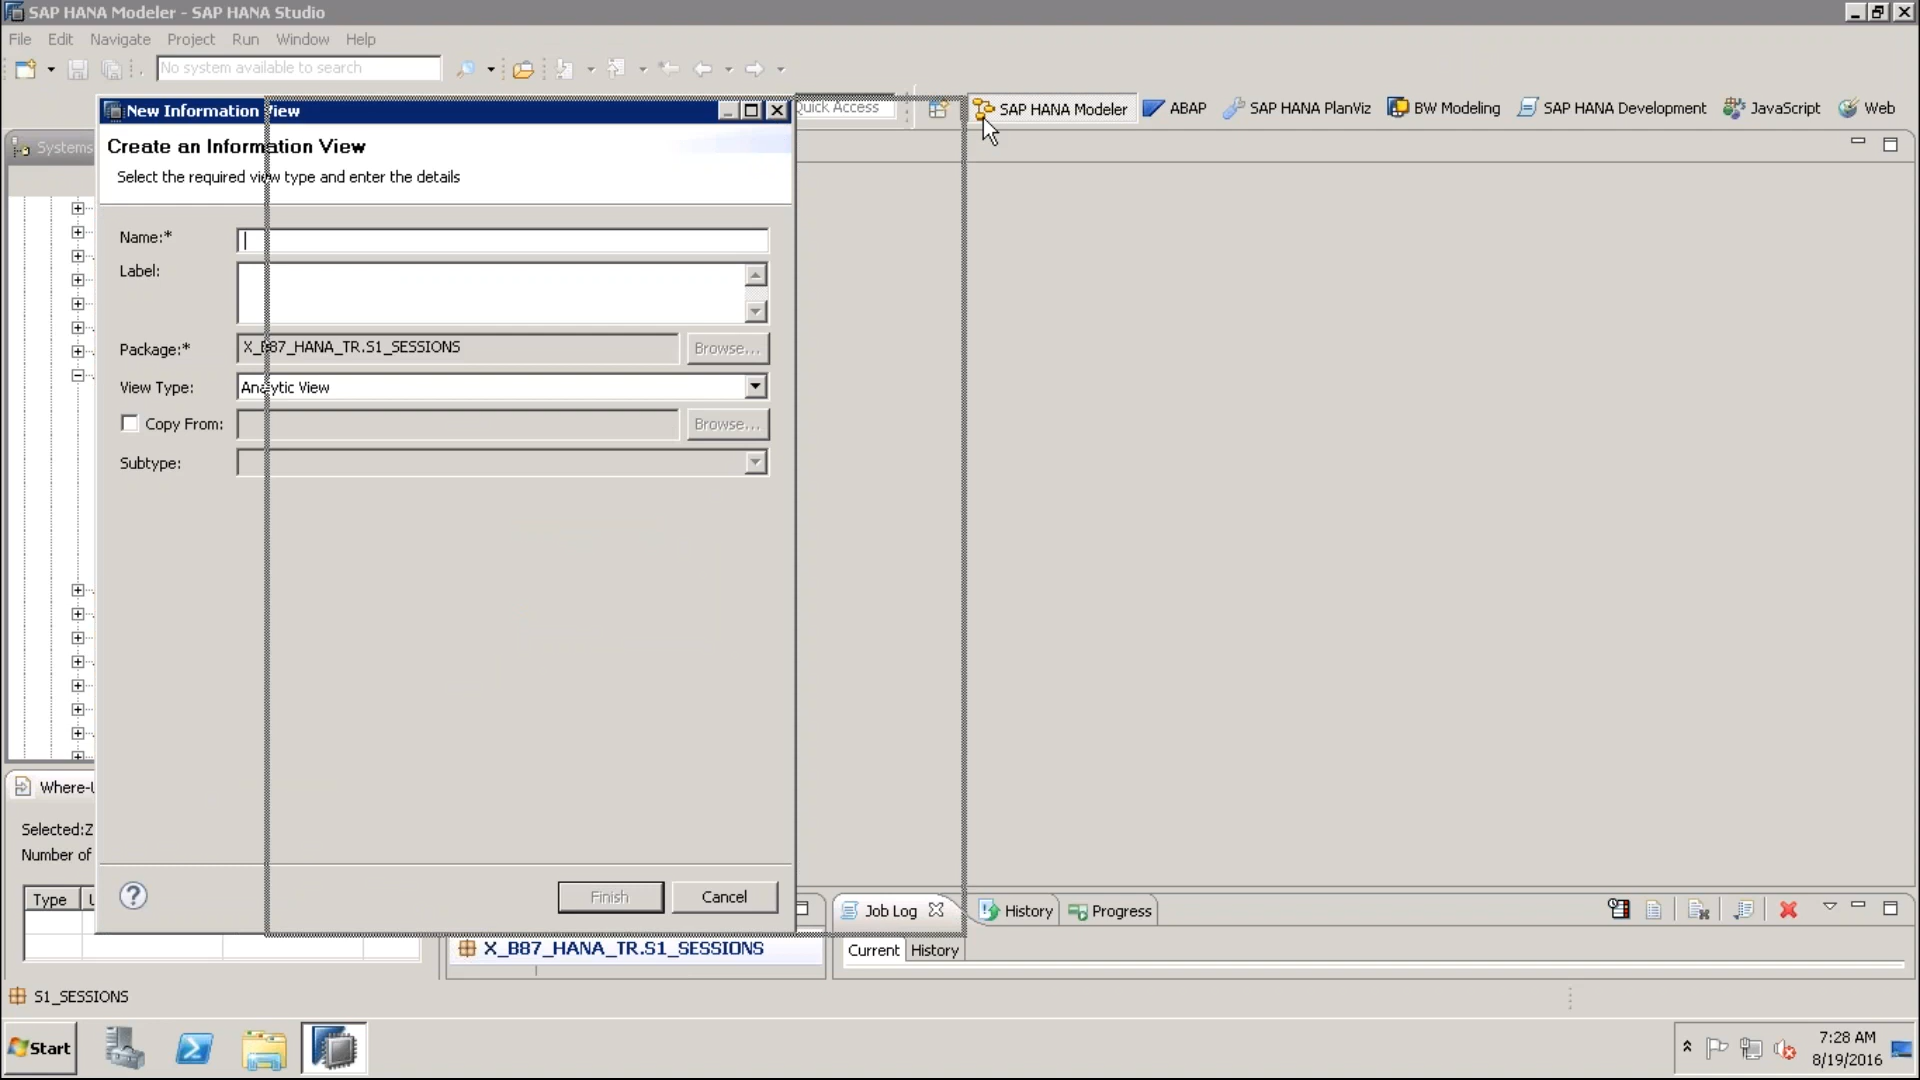 SAP HANA Modeler - SAP HANA Studio
File Edit Navigate Project Run Window Help
No system available to search
Quick Access
SAP HANA Modeler
ABAP
SAP HANA PlanViz
BW Modeling
SAP HANA Development
JavaScript
Web
Systems
New Information View
Create an Information View
Select the required view type and enter the details
Name:*
Label:
Package:* X_B87_HANA_TR.S1_SESSIONS Browse...
View Type: Analytic View
Copy From: Browse...
Subtype:
Finish Cancel
Where-U
Selected:Z
Number of
Type
X_B87_HANA_TR.S1_SESSIONS
Job Log
History
Progress
Current History
S1_SESSIONS
Start
7:28 AM
8/19/2016